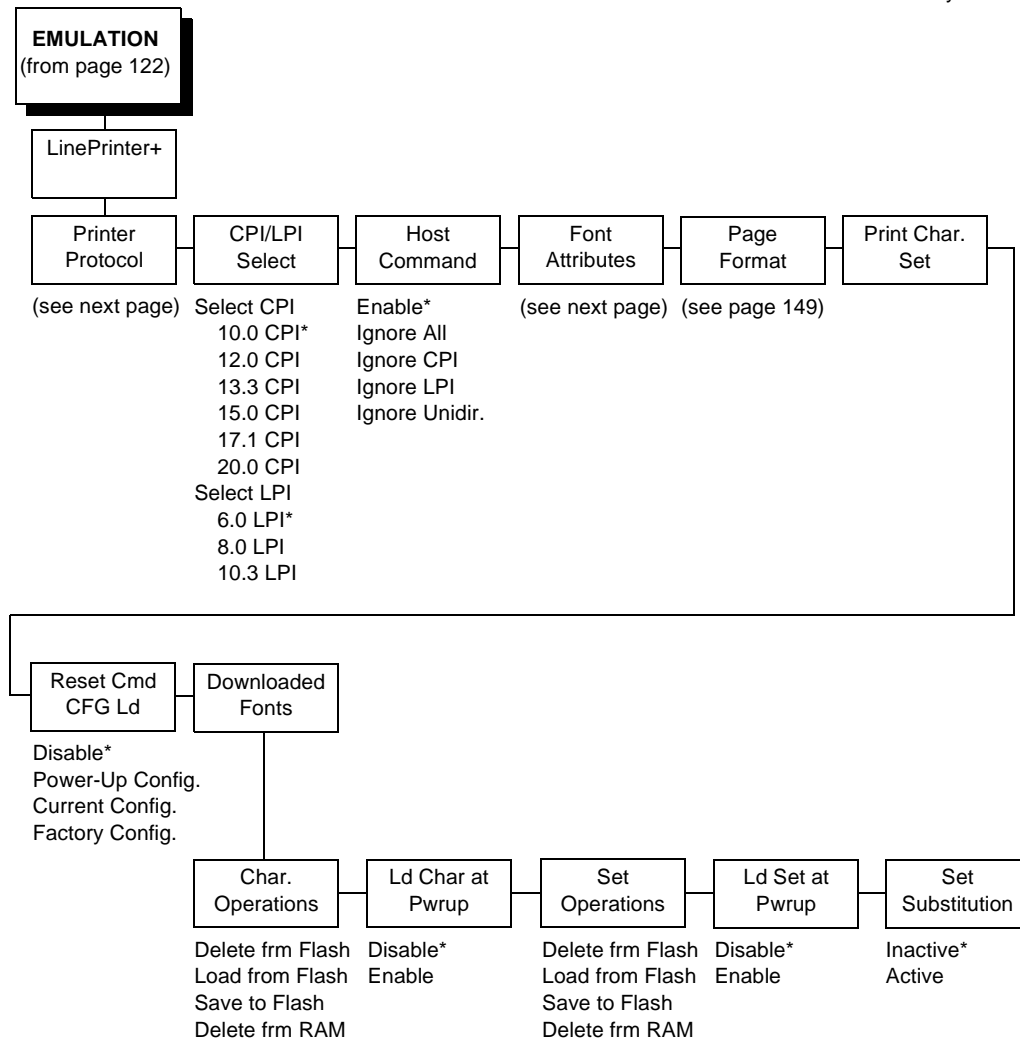 EMULATION
(from page 122)
LinePrinter+
Printer
Protocol
(see next page)
CPI/LPI
Select
Select CPI
10.0 CPI*
12.0 CPI
13.3 CPI
15.0 CPI
17.1 CPI
20.0 CPI
Select LPI
6.0 LPI*
8.0 LPI
10.3 LPI
Host
Command
Enable*
Ignore All
Ignore CPI
Ignore LPI
Ignore Unidir.
Font
Attributes
(see next page)
Page
Format
(see page 149)
Print Char.
Set
Reset Cmd
CFG Ld
Disable*
Power-Up Config.
Current Config.
Factory Config.
Downloaded
Fonts
Char.
Operations
Delete frm Flash
Load from Flash
Save to Flash
Delete frm RAM
Ld Char at
Pwrup
Disable*
Enable
Set
Operations
Delete frm Flash
Load from Flash
Save to Flash
Delete frm RAM
Ld Set at
Pwrup
Disable*
Enable
Set
Substitution
Inactive*
Active